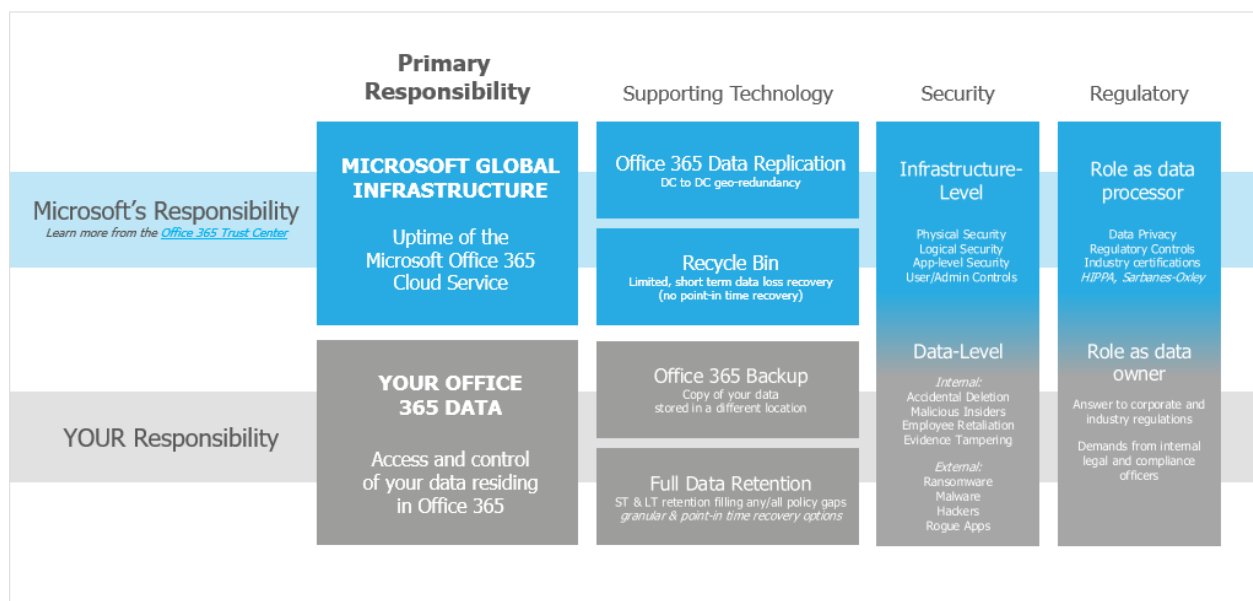 Primary
Responsibility
Supporting Technology
Security
Regulatory
Microsoft's Responsibility
Learn more from the Office 365 Trust Center
MICROSOFT GLOBAL
INFRASTRUCTURE
Uptime of the
Microsoft Office 365
Cloud Service
Office 365 Data Replication
DC to DC geo-redundancy
Recycle Bin
Limited, short term data loss recovery
(no point-in time recovery)
Infrastructure-
Level
Physical Security
Logical Security
App-level Security
User/Admin Controls
Role as data
processor
Data Privacy
Regulatory Controls
Industry certifications
HIPPA, Sarbanes-Oxley
YOUR Responsibility
YOUR OFFICE
365 DATA
Access and control
of your data residing
in Office 365
Office 365 Backup
Copy of your data
stored in a different location
Full Data Retention
ST & LT retention filling any/all policy gaps
granular & point-in time recovery options
Data-Level
Internal:
Accidental Deletion
Malicious Insiders
Employee Retaliation
Evidence Tampering
External:
Ransomware
Malware
Hackers
Rogue Apps
Role as data
owner
Answer to corporate and
industry regulations
Demands from internal
legal and compliance
officers